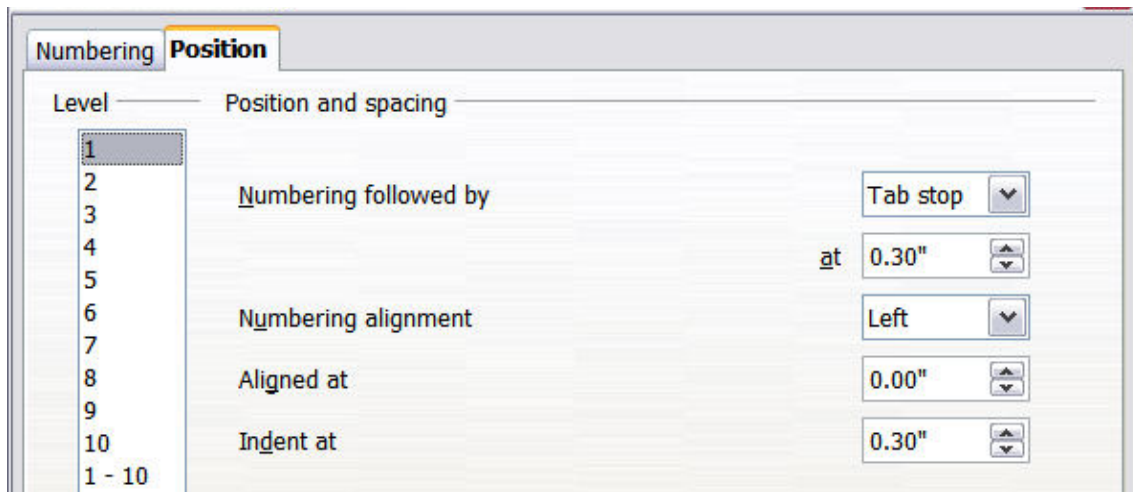 Numbering Position
Level Position and spacing
1
2
Numbering followed by Tab stop
3
4
at 0.30"
5
6
Numbering alignment Left
7
8
Aligned at 0.00"
9
10
Indent at 0.30"
1 - 10